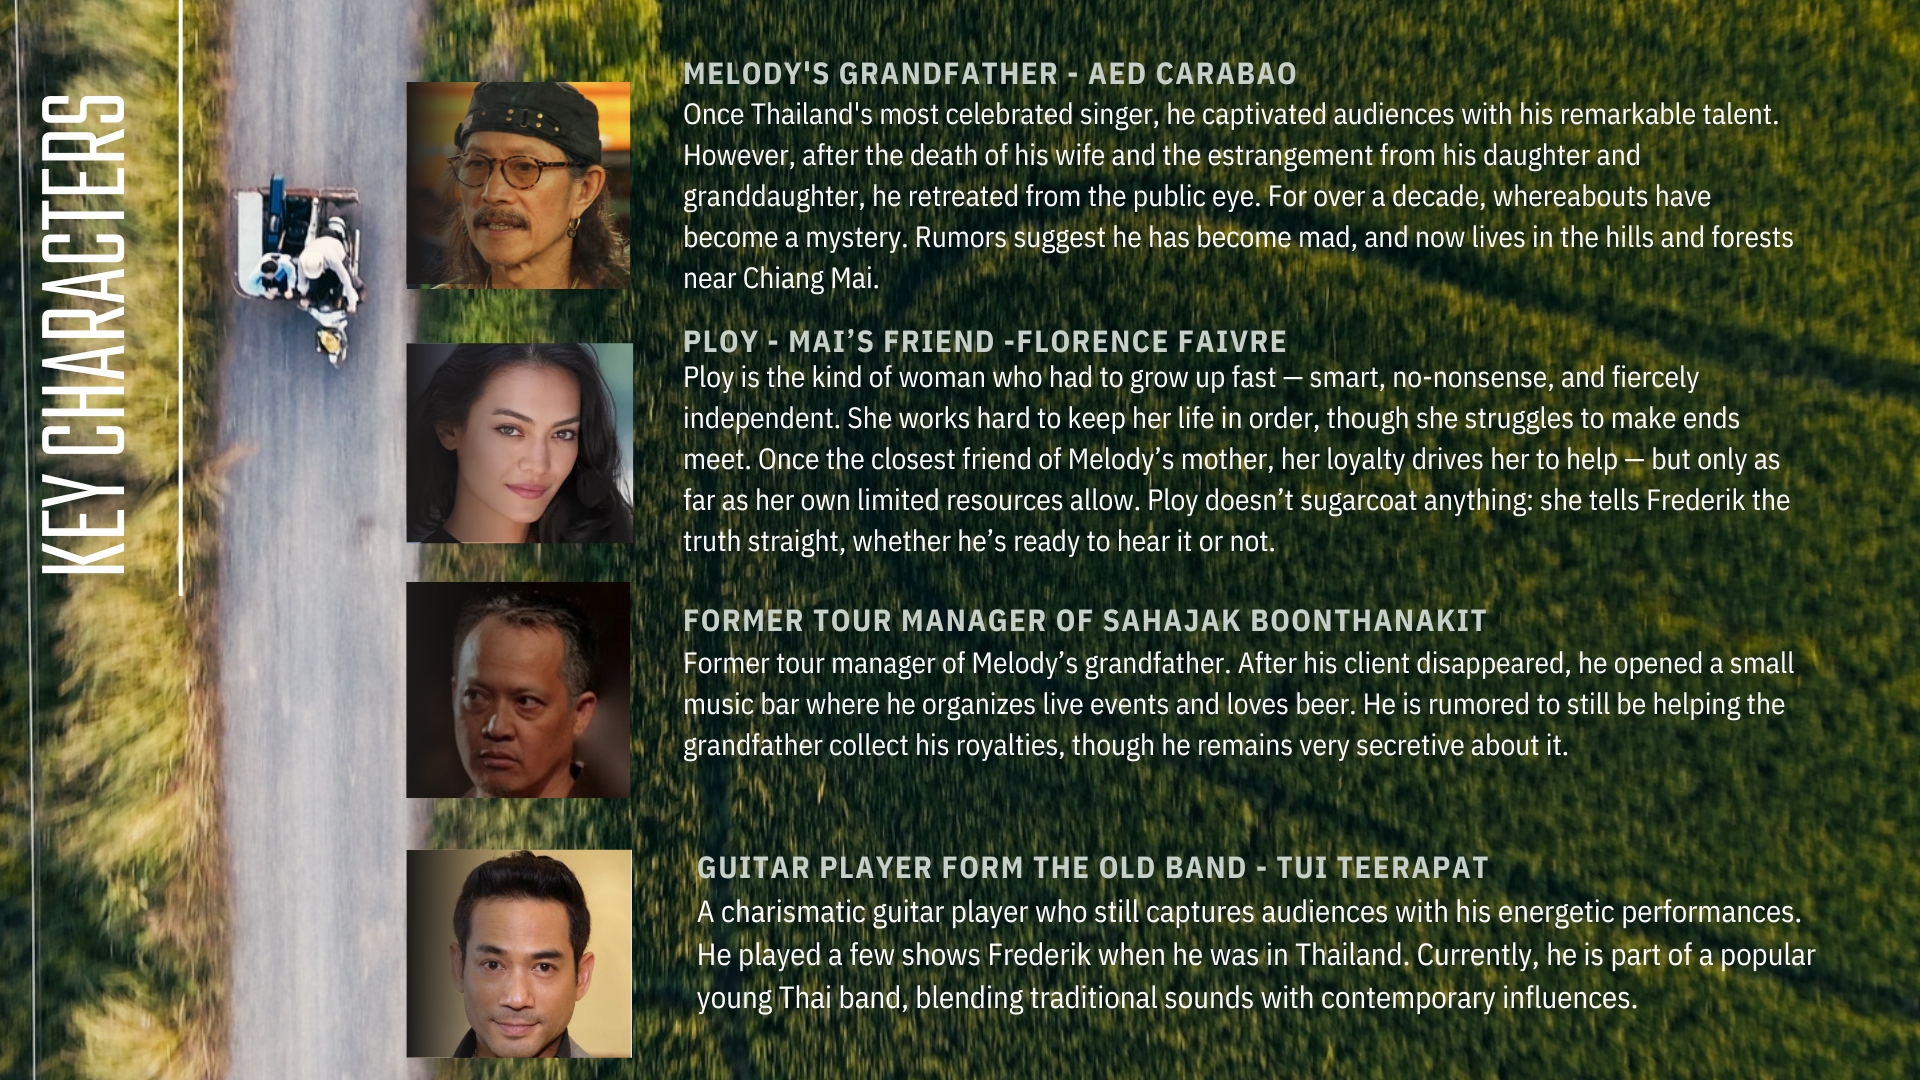 KEY CHARACTERS
MELODY'S GRANDFATHER - AED CARABAO
Once Thailand's most celebrated singer, he captivated audiences with his remarkable talent.
However, after the death of his wife and the estrangement from his daughter and
granddaughter, he retreated from the public eye. For over a decade, whereabouts have
become a mystery. Rumors suggest he has become mad, and now lives in the hills and forests
near Chiang Mai.
PLOY - MAI’S FRIEND -FLORENCE FAIVRE
Ploy is the kind of woman who had to grow up fast — smart, no-nonsense, and fiercely
independent. She works hard to keep her life in order, though she struggles to make ends
meet. Once the closest friend of Melody’s mother, her loyalty drives her to help — but only as
far as her own limited resources allow. Ploy doesn’t sugarcoat anything: she tells Frederik the
truth straight, whether he’s ready to hear it or not.
FORMER TOUR MANAGER OF SAHAJAK BOONTHANAKIT
Former tour manager of Melody’s grandfather. After his client disappeared, he opened a small
music bar where he organizes live events and loves beer. He is rumored to still be helping the
grandfather collect his royalties, though he remains very secretive about it.
GUITAR PLAYER FORM THE OLD BAND - TUI TEERAPAT
A charismatic guitar player who still captures audiences with his energetic performances.
He played a few shows Frederik when he was in Thailand. Currently, he is part of a popular
young Thai band, blending traditional sounds with contemporary influences.